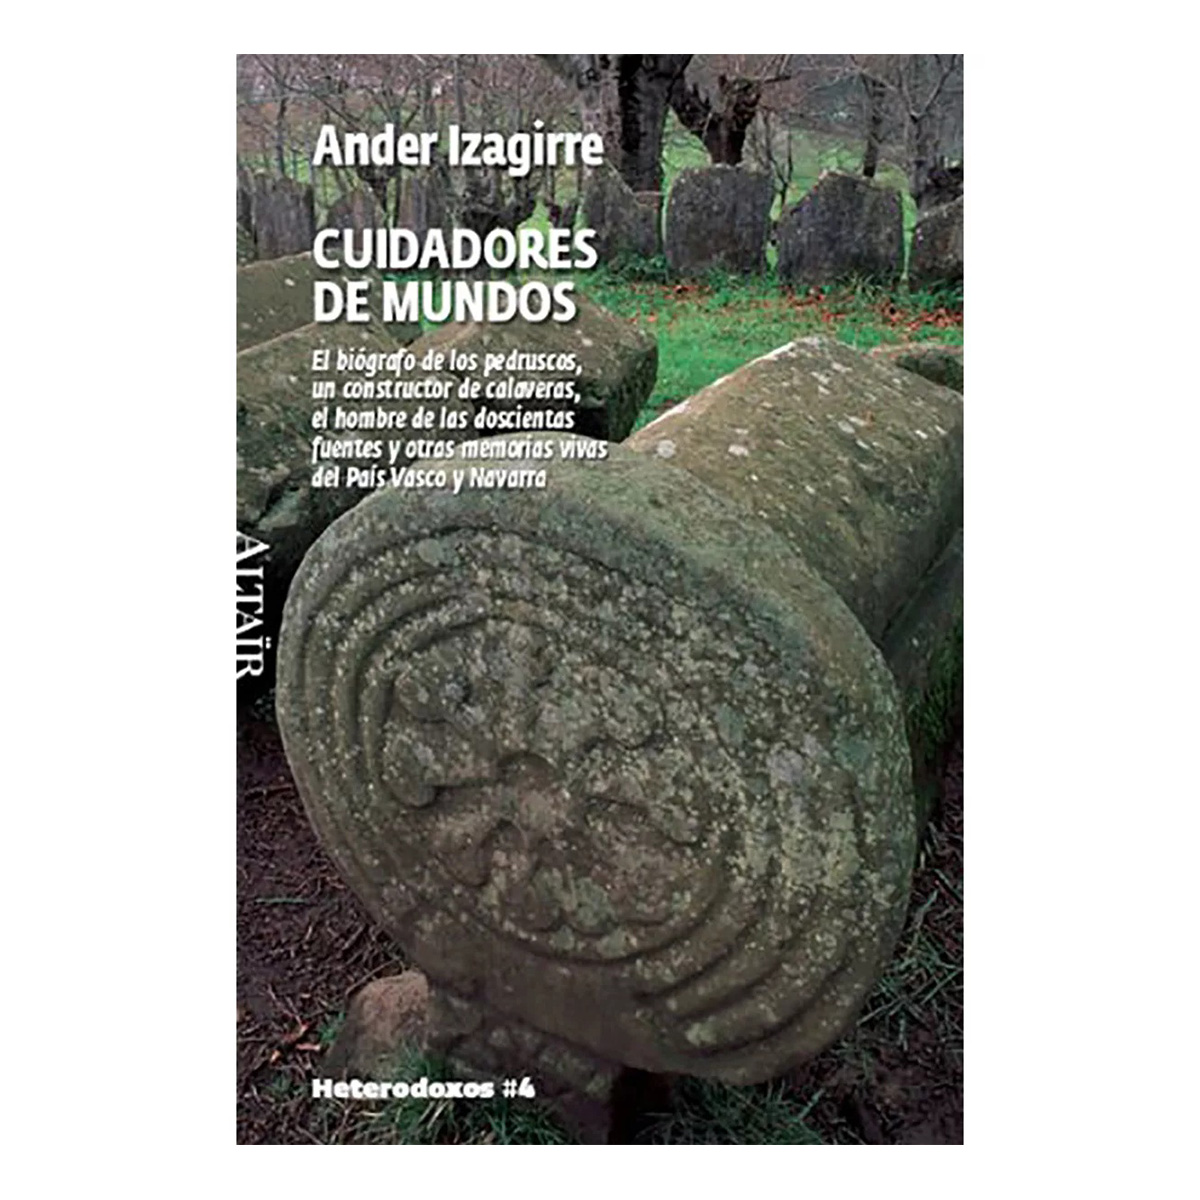 Ander Izagirre
CUIDADORES
DE MUNDOS
El biógrafo de los pedruscos,
un constructor de calaveras,
el hombre de las doscientas
fuentes y otras memorias vivas
del País Vasco y Navarra
ALTAÏR
Heterodoxos #4